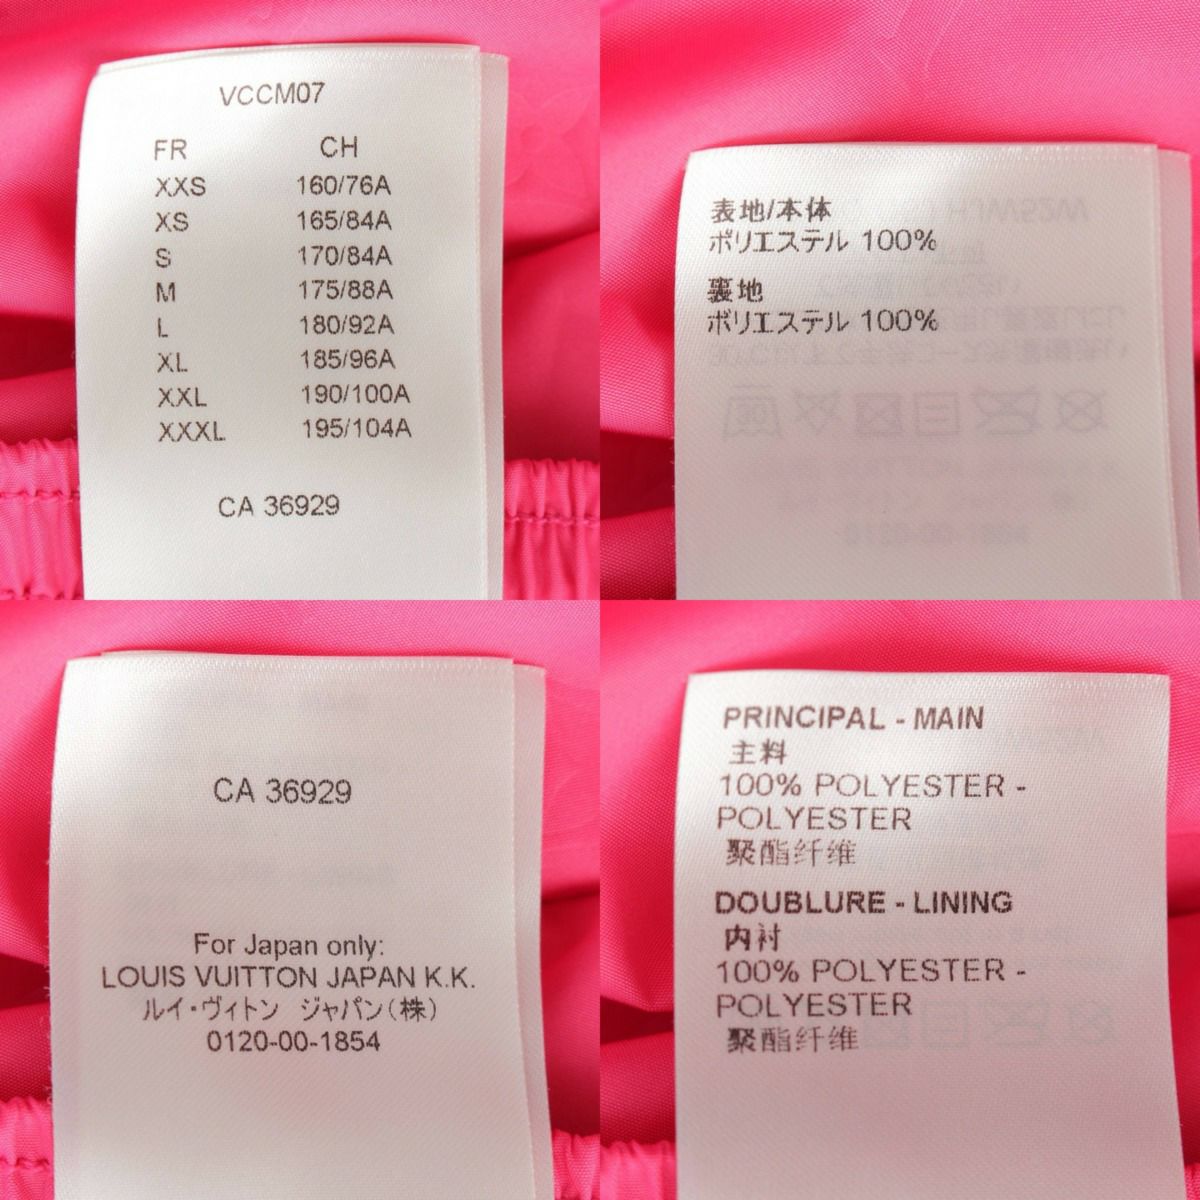 VCCM07
FR CH
XXS 160/76A
XS 165/84A
S 170/84A
M 175/88A
L 180/92A
XL 185/96A
XXL 190/100A
XXXL 195/104A
CA 36929
表地/本体
ポリエステル 100%
裏地
ポリエステル 100%
CA 36929
For Japan only:
LOUIS VUITTON JAPAN K.K.
ルイ・ヴィトン ジャパン(株)
0120-00-1854
PRINCIPAL - MAIN
主料
100% POLYESTER -
POLYESTER
聚酯纤维
DOUBLURE - LINING
内衬
100% POLYESTER -
POLYESTER
聚酯纤维